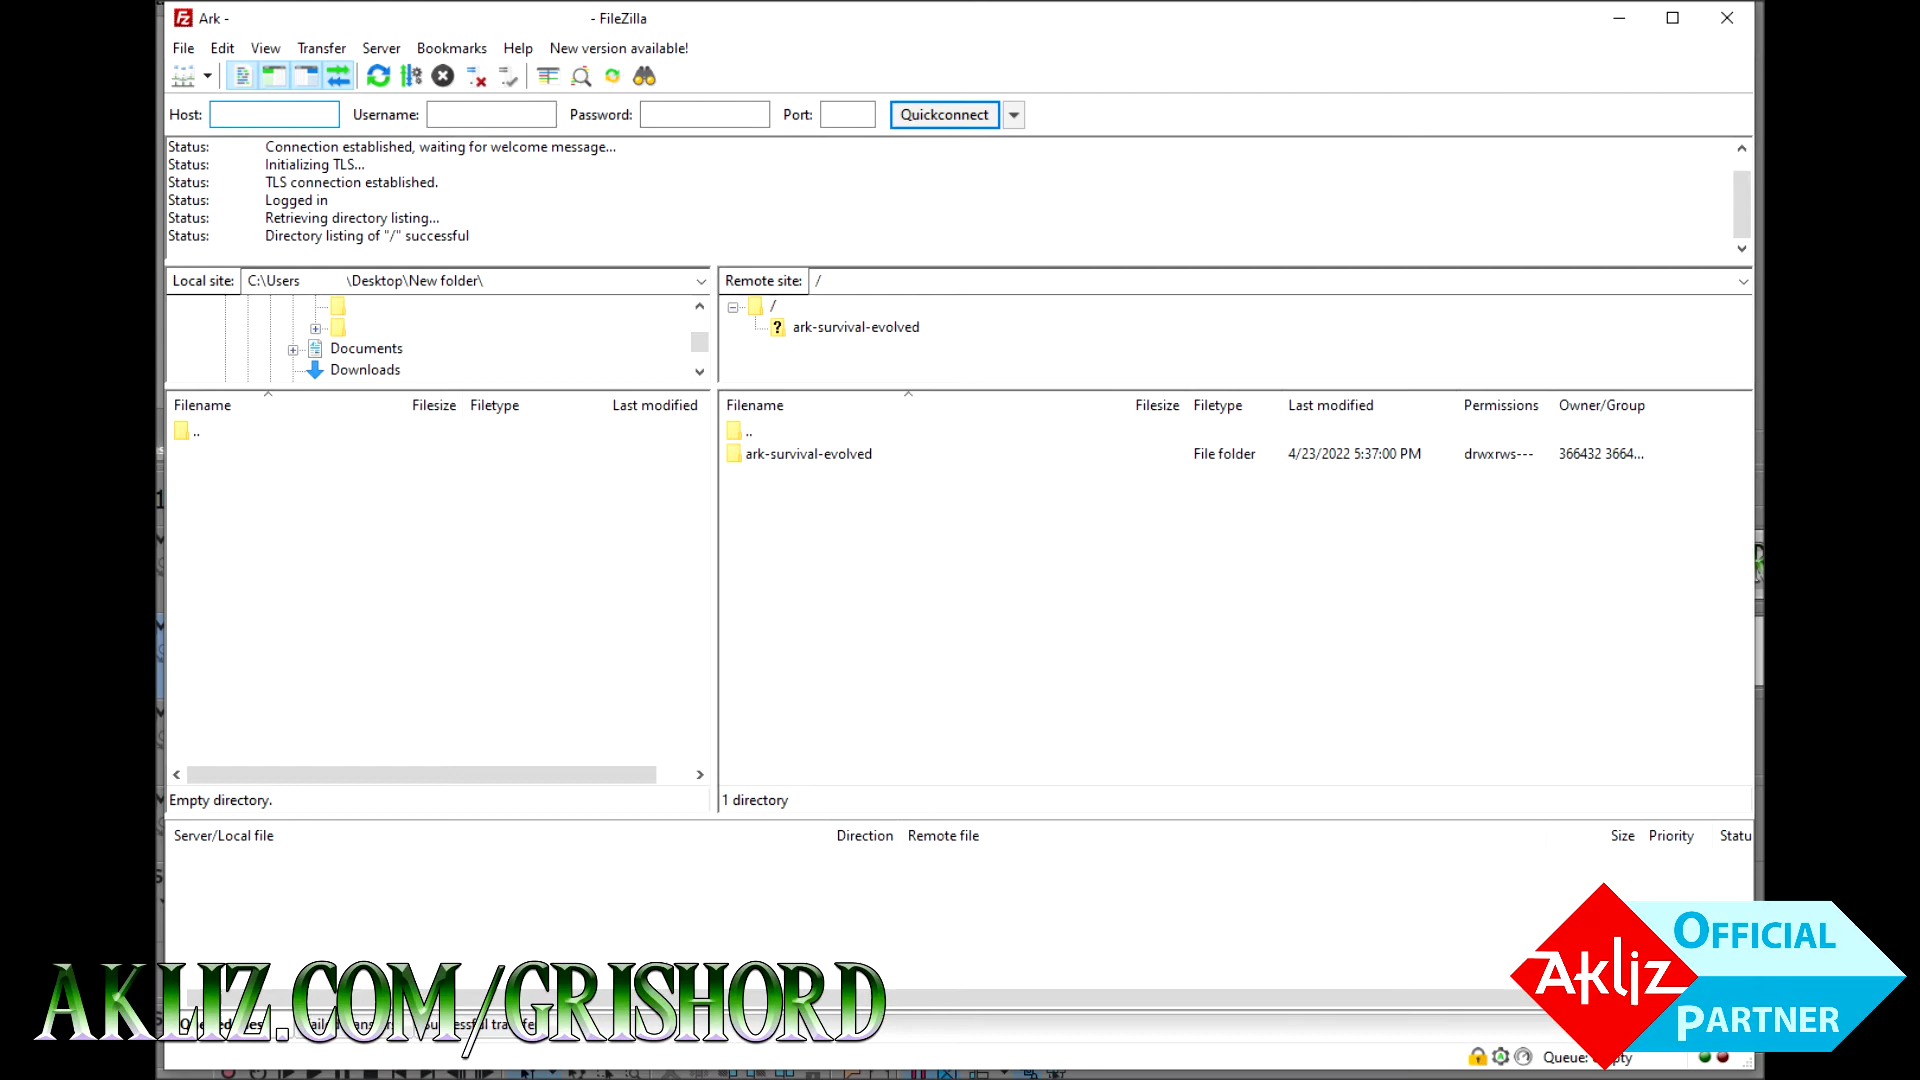 Ark - - FileZilla
File Edit View Transfer Server Bookmarks Help New version available!
Host: Username: Password: Port: Quickconnect
Status: Connection established, waiting for welcome message...
Status: Initializing TLS...
Status: TLS connection established.
Status: Logged in
Status: Retrieving directory listing...
Status: Directory listing of "/" successful
Local site: C:\Users \Desktop\New folder\
Remote site: /
/
? ark-survival-evolved
Documents
Downloads
Filename Filesize Filetype Last modified
..
Empty directory.
Filename Filesize Filetype Last modified Permissions Owner/Group
..
ark-survival-evolved File folder 4/23/2022 5:37:00 PM drwxrws--- 366432 3664...
1 directory
Server/Local file Direction Remote file Size Priority Statu
AKLIZ.COM/GRISHORD
Akliz
OFFICIAL
PARTNER
Queue: